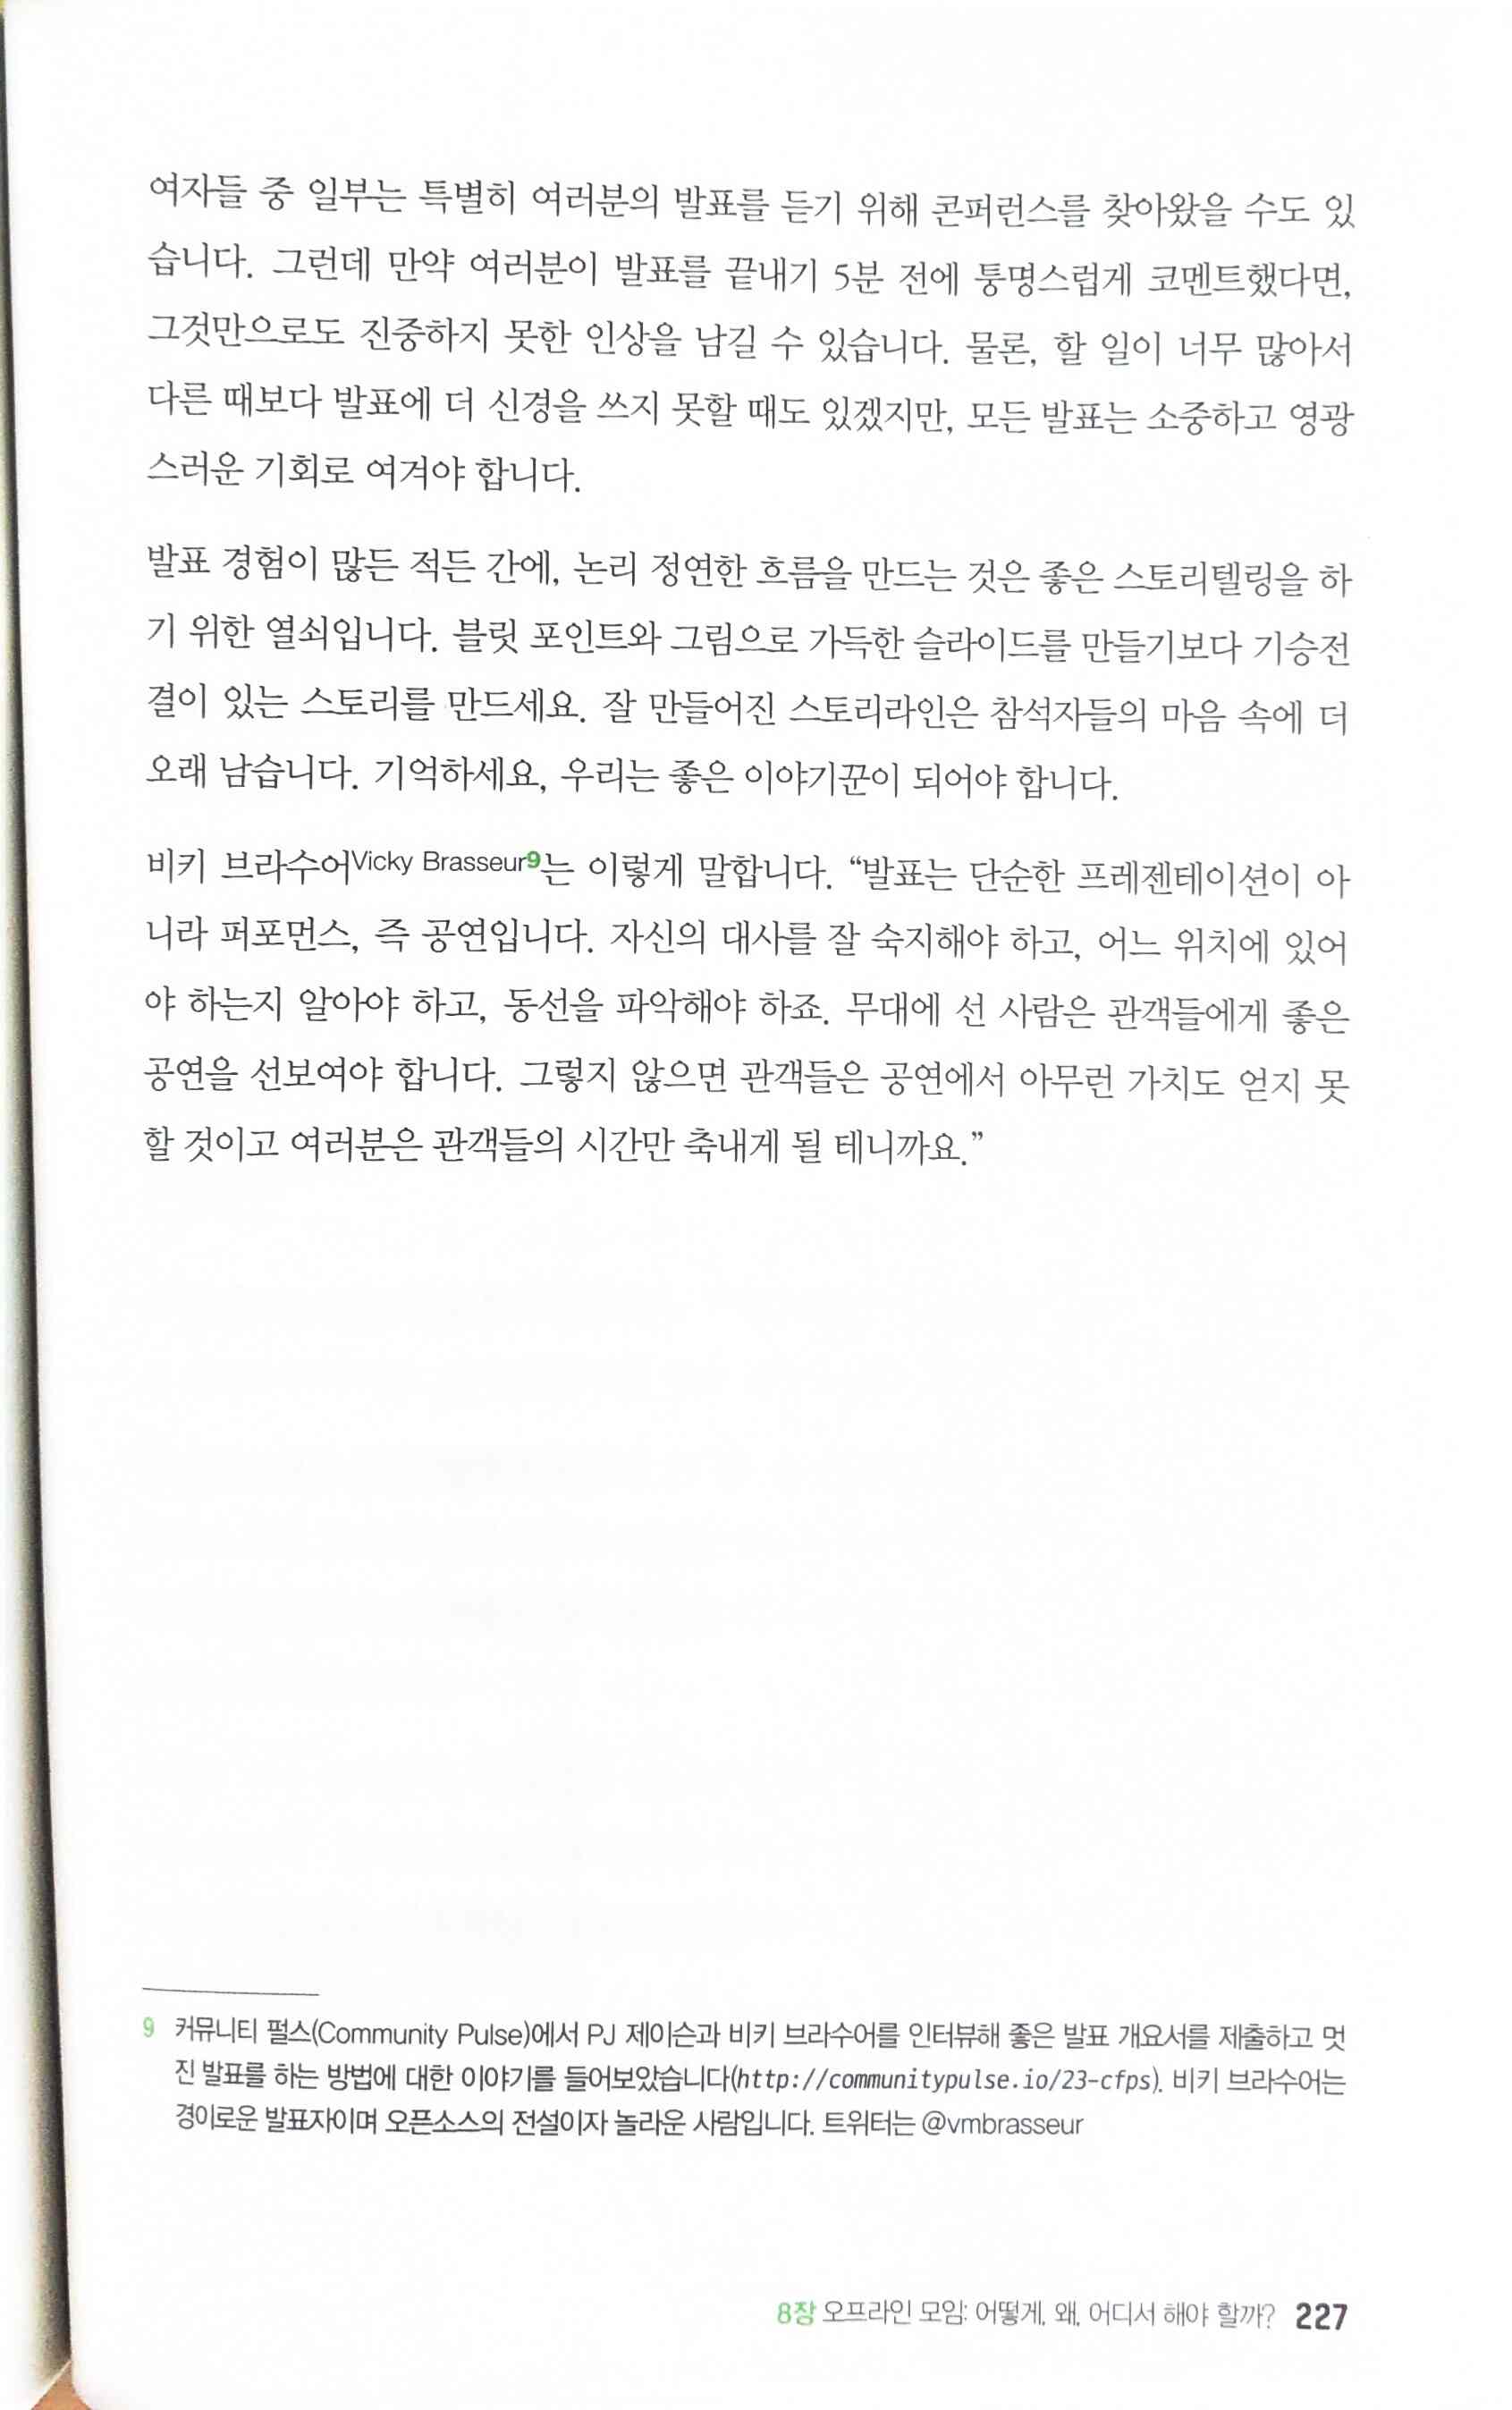 여자들 중 일부는 특별히 여러분의 발표를 듣기 위해 콘퍼런스를 찾아왔을 수도 있
습니다. 그런데 만약 여러분이 발표를 끝내기 5분 전에 퉁명스럽게 코멘트했다면,
그것만으로도 진중하지 못한 인상을 남길 수 있습니다. 물론, 할 일이 너무 많아서
다른 때보다 발표에 더 신경을 쓰지 못할 때도 있겠지만, 모든 발표는 소중하고 영광
스러운 기회로 여겨야 합니다.
발표 경험이 많든 적든 간에, 논리 정연한 흐름을 만드는 것은 좋은 스토리텔링을 하
기 위한 열쇠입니다. 블릿 포인트와 그림으로 가득한 슬라이드를 만들기보다 기승전
결이 있는 스토리를 만드세요. 잘 만들어진 스토리라인은 참석자들의 마음 속에 더
오래 남습니다. 기억하세요, 우리는 좋은 이야기꾼이 되어야 합니다.
비키 브라수어Vicky Brasseur9는 이렇게 말합니다. “발표는 단순한 프레젠테이션이 아
니라 퍼포먼스, 즉 공연입니다. 자신의 대사를 잘 숙지해야 하고, 어느 위치에 있어
야 하는지 알아야 하고, 동선을 파악해야 하죠. 무대에 선 사람은 관객들에게 좋은
공연을 선보여야 합니다. 그렇지 않으면 관객들은 공연에서 아무런 가치도 얻지 못
할 것이고 여러분은 관객들의 시간만 축내게 될 테니까요.”
9 커뮤니티 펄스(Community Pulse)에서 PJ 제이슨과 비키 브라수어를 인터뷰해 좋은 발표 개요서를 제출하고 멋
진 발표를 하는 방법에 대한 이야기를 들어보았습니다(http://communitypulse.io/23-cfps). 비키 브라수어는
경이로운 발표자이며 오픈소스의 전설이자 놀라운 사람입니다. 트위터는 @vmbrasseur
8장 오프라인 모임: 어떻게, 왜, 어디서 해야 할까? 227